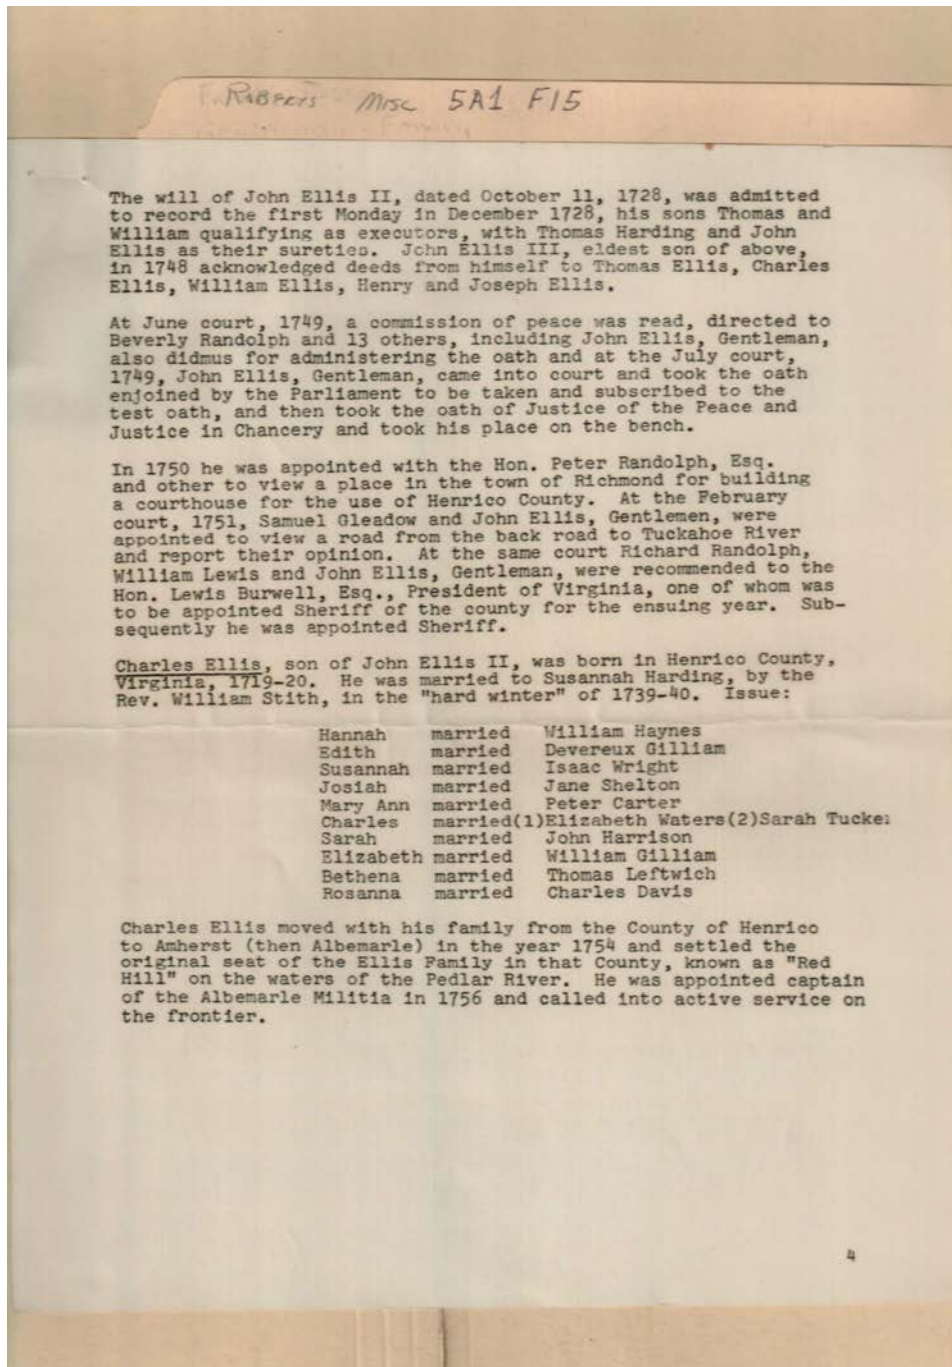 Roberts Misc 5A1 F15
The will of John Ellis II, dated October 11, 1728, was admitted
to record the first Monday in December 1728, his sons Thomas and
William qualifying as executors, with Thomas Harding and John
Ellis as their sureties. John Ellis III, eldest son of above,
in 1748 acknowledged deeds from himself to Thomas Ellis, Charles
Ellis, William Ellis, Henry and Joseph Ellis.
At June court, 1749, a commission of peace was read, directed to
Beverly Randolph and 13 others, including John Ellis, Gentleman,
also didmus for administering the oath and at the July court,
1749, John Ellis, Gentleman, came into court and took the oath
enjoined by the Parliament to be taken and subscribed to the
test oath, and then took the oath of Justice of the Peace and
Justice in Chancery and took his place on the bench.
In 1750 he was appointed with the Hon. Peter Randolph, Esq.
and other to view a place in the town of Richmond for building
a courthouse for the use of Henrico County. At the February
court, 1751, Samuel Gleadow and John Ellis, Gentlemen, were
appointed to view a road from the back road to Tuckahoe River
and report their opinion. At the same court Richard Randolph,
William Lewis and John Ellis, Gentleman, were recommended to the
Hon. Lewis Burwell, Esq., President of Virginia, one of whom was
to be appointed Sheriff of the county for the ensuing year. Sub-
sequently he was appointed Sheriff.
Charles Ellis, son of John Ellis II, was born in Henrico County,
Virginia, 1719-20. He was married to Susannah Harding, by the
Rev. William Stith, in the "hard winter" of 1739-40. Issue:
Hannah married William Haynes
Edith married Devereux Gilliam
Susannah married Isaac Wright
Josiah married Jane Shelton
Mary Ann married Peter Carter
Charles married(1)Elizabeth Waters(2)Sarah Tucke
Sarah married John Harrison
Elizabeth married William Gilliam
Bethena married Thomas Leftwich
Rosanna married Charles Davis
Charles Ellis moved with his family from the County of Henrico
to Amherst (then Albemarle) in the year 1754 and settled the
original seat of the Ellis Family in that County, known as "Red
Hill" on the waters of the Pedlar River. He was appointed captain
of the Albemarle Militia in 1756 and called into active service on
the frontier.
4